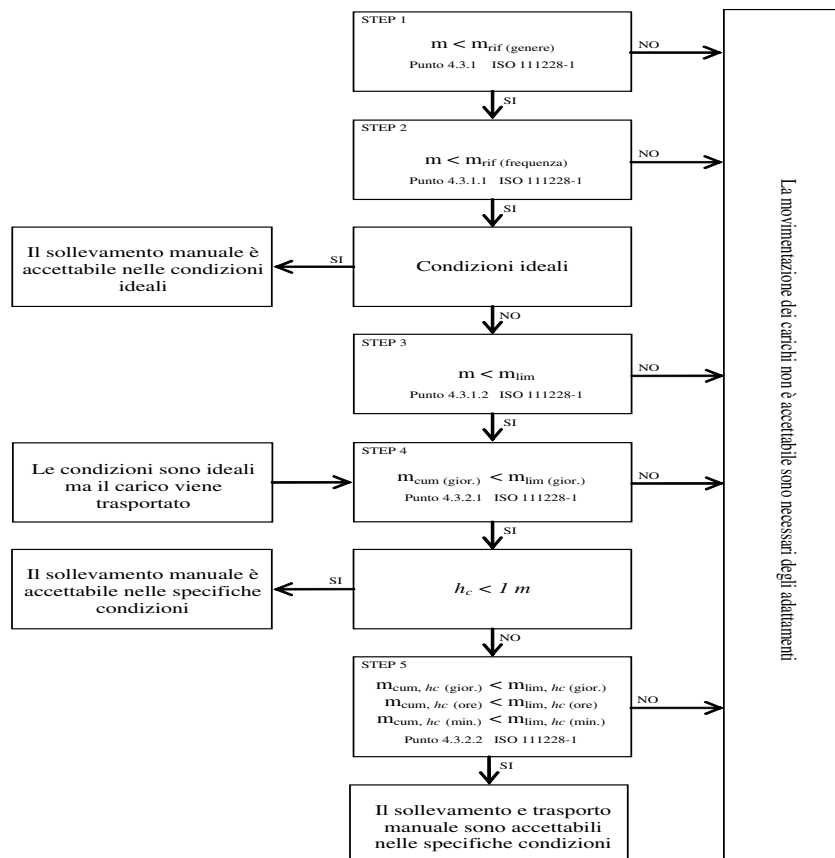 STEP 1
m < m rif (genere)
Punto 4.3.1 ISO 111228-1
NO
SI
STEP 2
m < m rif (frequenza)
Punto 4.3.1.1 ISO 111228-1
NO
SI
Il sollevamento manuale è
accettabile nelle condizioni
ideali
SI
Condizioni ideali
NO
STEP 3
m < m lim
Punto 4.3.1.2 ISO 111228-1
NO
SI
Le condizioni sono ideali
ma il carico viene
trasportato
STEP 4
m cum (gior.) < m lim (gior.)
Punto 4.3.2.1 ISO 111228-1
NO
SI
Il sollevamento manuale è
accettabile nelle specifiche
condizioni
SI
h c < 1 m
NO
STEP 5
m cum, hc (gior.) < m lim, hc (gior.)
m cum, hc (ore) < m lim, hc (ore)
m cum, hc (min.) < m lim, hc (min.)
Punto 4.3.2.2 ISO 111228-1
NO
SI
Il sollevamento e trasporto
manuale sono accettabili
nelle specifiche condizioni
La movimentazione dei carichi non è accettabile sono necessari degli adattamenti